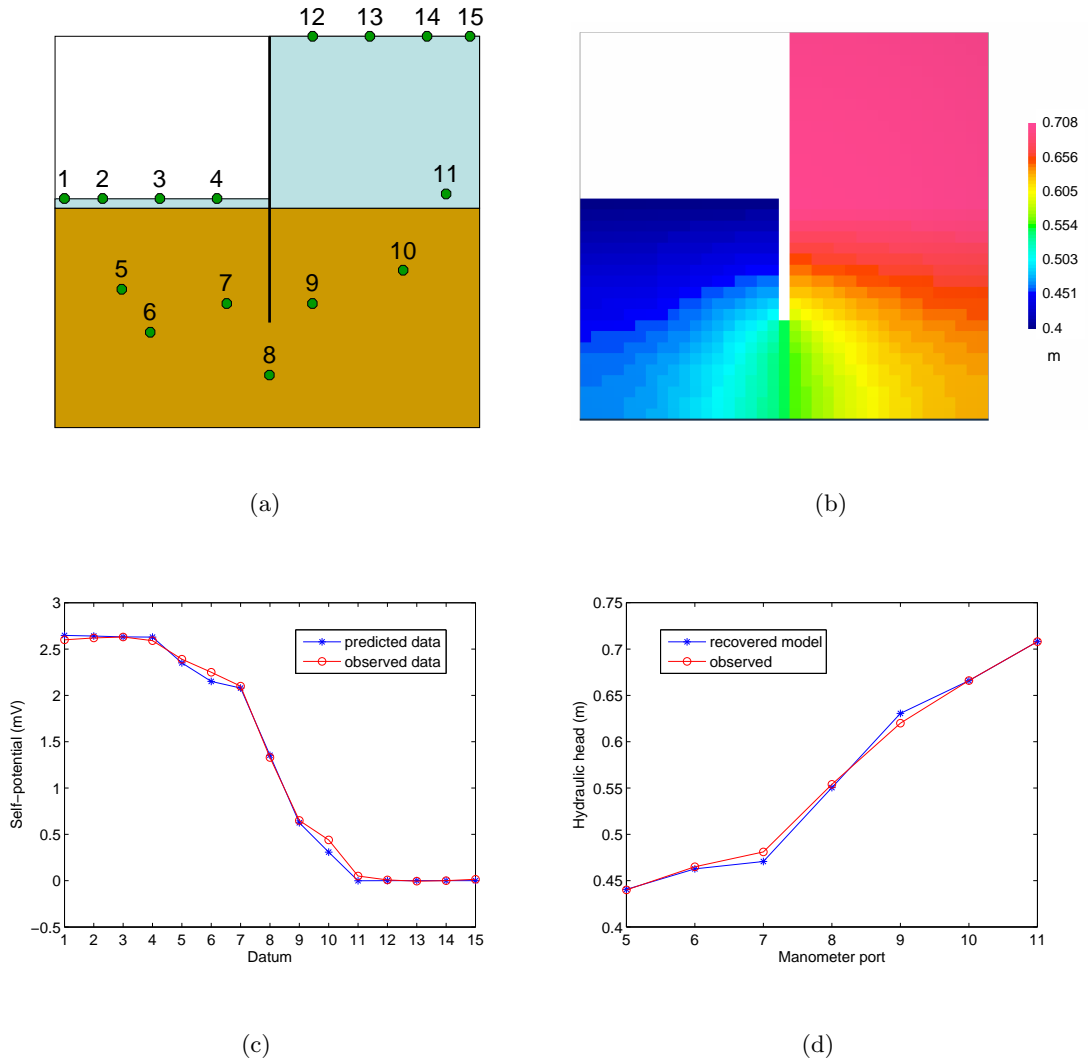 12 13 14 15
1 2 3 4 11
5 7 9 10
6
8
(a)
0.708
0.656
0.605
0.554
0.503
0.451
0.4
m
(b)
3
2.5
2
1.5
1
0.5
0
−0.5
1 2 3 4 5 6 7 8 9 10 11 12 13 14 15
Datum
Self−potential (mV)
predicted data
observed data
(c)
0.75
0.7
0.65
0.6
0.55
0.5
0.45
0.4
5 6 7 8 9 10 11
Manometer port
Hydraulic head (m)
recovered model
observed
(d)